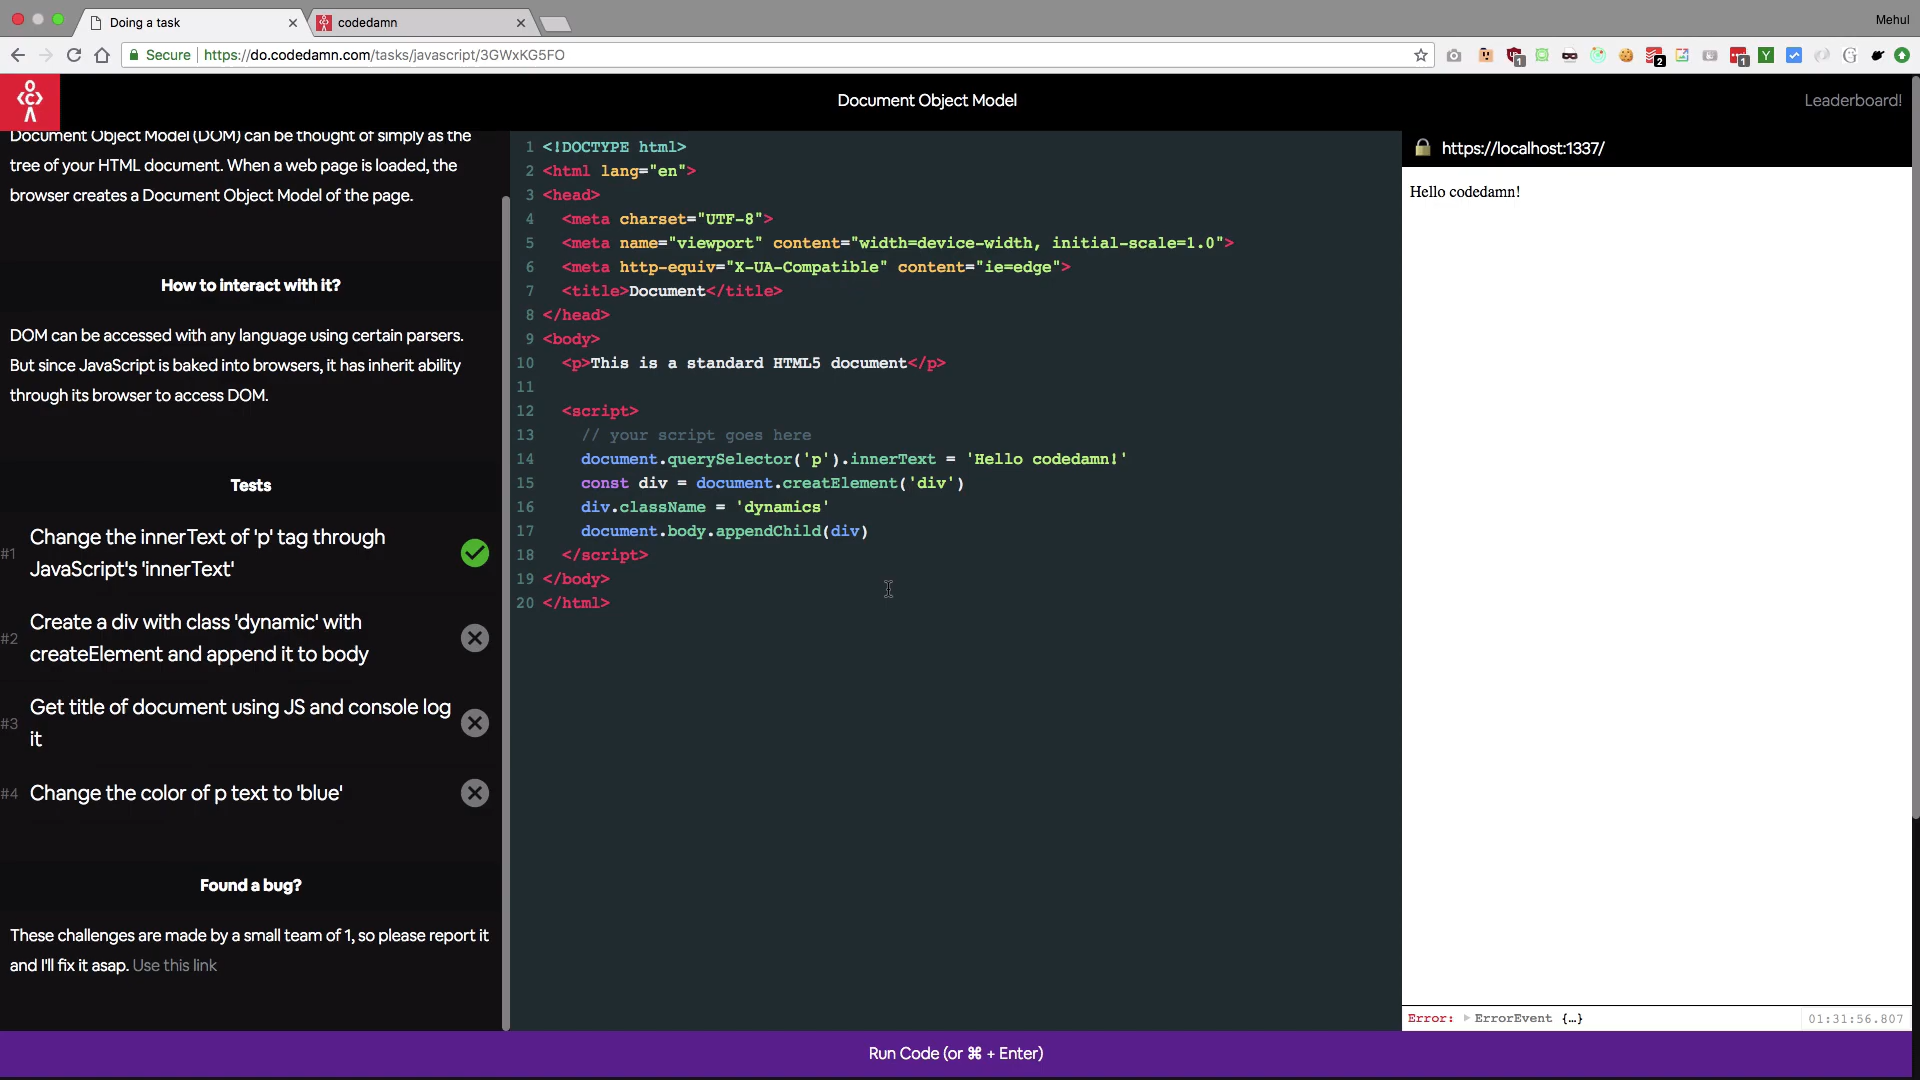 Doing a task
codedamn
Mehul
Secure
https://do.codedamn.com/tasks/javascript/3GWxKG5FO
Document Object Model
Leaderboard!
Document Object Model (DOM) can be thought of simply as the
tree of your HTML document. When a web page is loaded, the
browser creates a Document Object Model of the page.
How to interact with it?
DOM can be accessed with any language using certain parsers.
But since JavaScript is baked into browsers, it has inherit ability
through its browser to access DOM.
Tests
#1 Change the innerText of 'p' tag through
JavaScript's 'innerText'
#2 Create a div with class 'dynamic' with
createElement and append it to body
#3 Get title of document using JS and console log
it
#4 Change the color of p text to 'blue'
Found a bug?
These challenges are made by a small team of 1, so please report it
and I'll fix it asap. Use this link
1 <!DOCTYPE html>
2 <html lang="en">
3 <head>
4 <meta charset="UTF-8">
5 <meta name="viewport" content="width=device-width, initial-scale=1.0">
6 <meta http-equiv="X-UA-Compatible" content="ie=edge">
7 <title>Document</title>
8 </head>
9 <body>
10 <p>This is a standard HTML5 document</p>
11
12 <script>
13 // your script goes here
14 document.querySelector('p').innerText = 'Hello codedamn!'
15 const div = document.creatElement('div')
16 div.className = 'dynamics'
17 document.body.appendChild(div)
18 </script>
19 </body>
20 </html>
https://localhost:1337/
Hello codedamn!
Error: ErrorEvent {…}
01:31:56.807
Run Code (or ⌘ + Enter)